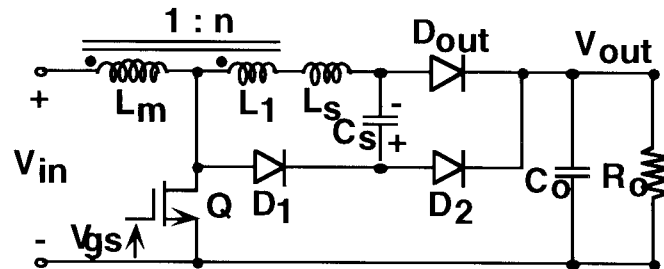 1 : n
Dout
Vout
Lm
L1
Ls
-
Cs
+
+
Vin
-
D1
D2
Q
Vgs
Co
Ro